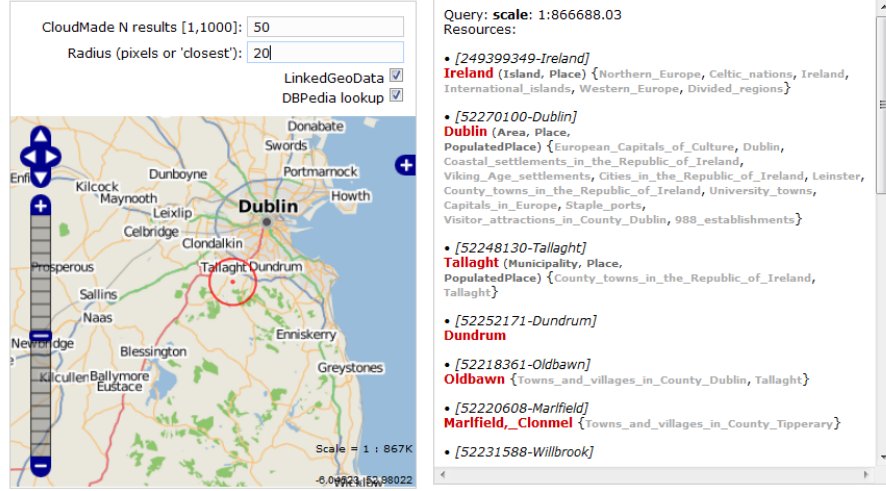 CloudMade N results [1,1000]: 50
Radius (pixels or 'closest'): 20
LinkedGeoData
DBPedia lookup
Donabate
Swords
Dunboyne
Portmarnock
Kilcock
Maynooth
Howth
Leixlip
Dublin
Celbridge
Clondalkin
Prosperous
Tallaght Dundrum
Sallins
Naas
Enniskerry
Newbridge
Blessington
Greystones
Kilcullen Ballymore
Eustace
Scale = 1 : 867K
Wicklow
Query: scale: 1:866688.03
Resources:
• [249399349-Ireland]
Ireland (Island, Place) {Northern_Europe, Celtic_nations, Ireland,
International_islands, Western_Europe, Divided_regions}
• [52270100-Dublin]
Dublin (Area, Place,
PopulatedPlace) {European_Capitals_of_Culture, Dublin,
Coastal_settlements_in_the_Republic_of_Ireland,
Viking_Age_settlements, Cities_in_the_Republic_of_Ireland, Leinster,
County_towns_in_the_Republic_of_Ireland, University_towns,
Capitals_in_Europe, Staple_ports,
Visitor_attractions_in_County_Dublin, 988_establishments}
• [52248130-Tallaght]
Tallaght (Municipality, Place,
PopulatedPlace) {County_towns_in_the_Republic_of_Ireland,
Tallaght}
• [52252171-Dundrum]
Dundrum
• [52218361-Oldbawn]
Oldbawn {Towns_and_villages_in_County_Dublin, Tallaght}
• [52220608-Marlfield]
Marlfield,_Clonmel {Towns_and_villages_in_County_Tipperary}
• [52231588-Willbrook]